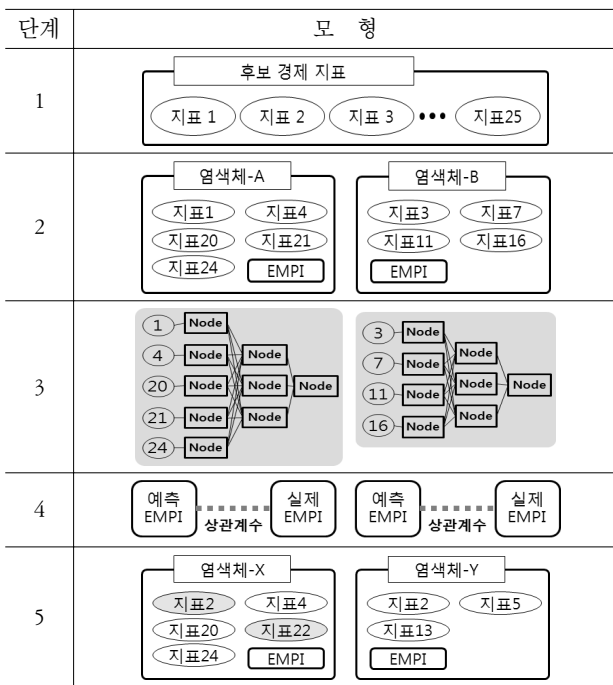 단계 모 형
1
후보 경제 지표
지표 1 지표 2 지표 3 ••• 지표25
2
염색체-A 염색체-B
지표1 지표4 지표3 지표7
지표20 지표21 지표11 지표16
지표24 EMPI EMPI
3
1 Node
4 Node Node
20 Node Node Node
21 Node Node
24 Node
3 Node
7 Node Node
11 Node Node Node
16 Node Node
4
예측 실제 예측 실제
EMPI 상관계수 EMPI EMPI 상관계수 EMPI
5
염색체-X 염색체-Y
지표2 지표4 지표2 지표5
지표20 지표22 지표13
지표24 EMPI EMPI